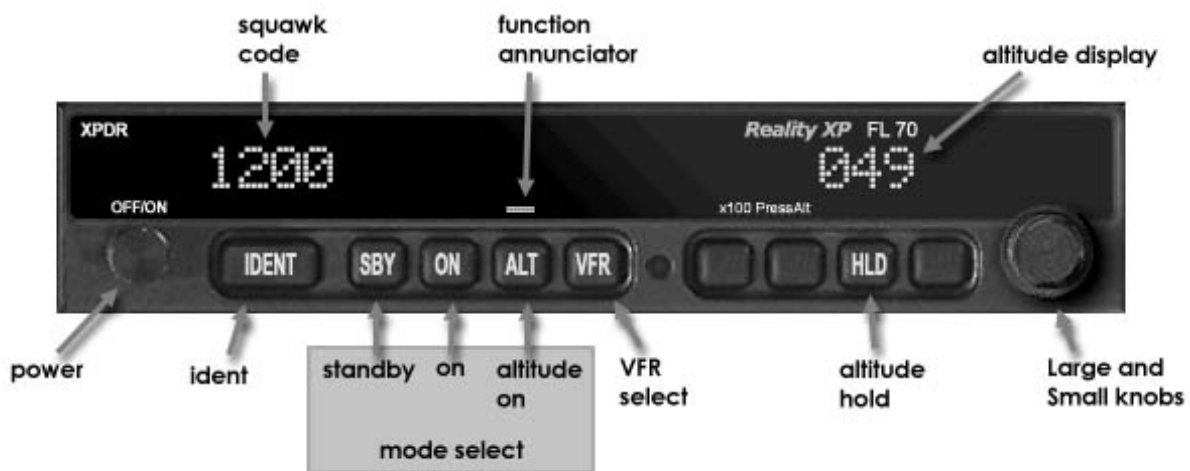 squawk
code
function
annunciator
altitude display
XPDR
Reality XP FL 70
1200
049
OFF/ON
x100 PressAlt
IDENT SBY ON ALT VFR HLD
power
ident
standby on altitude
on
VFR
select
altitude
hold
Large and
Small knobs
mode select